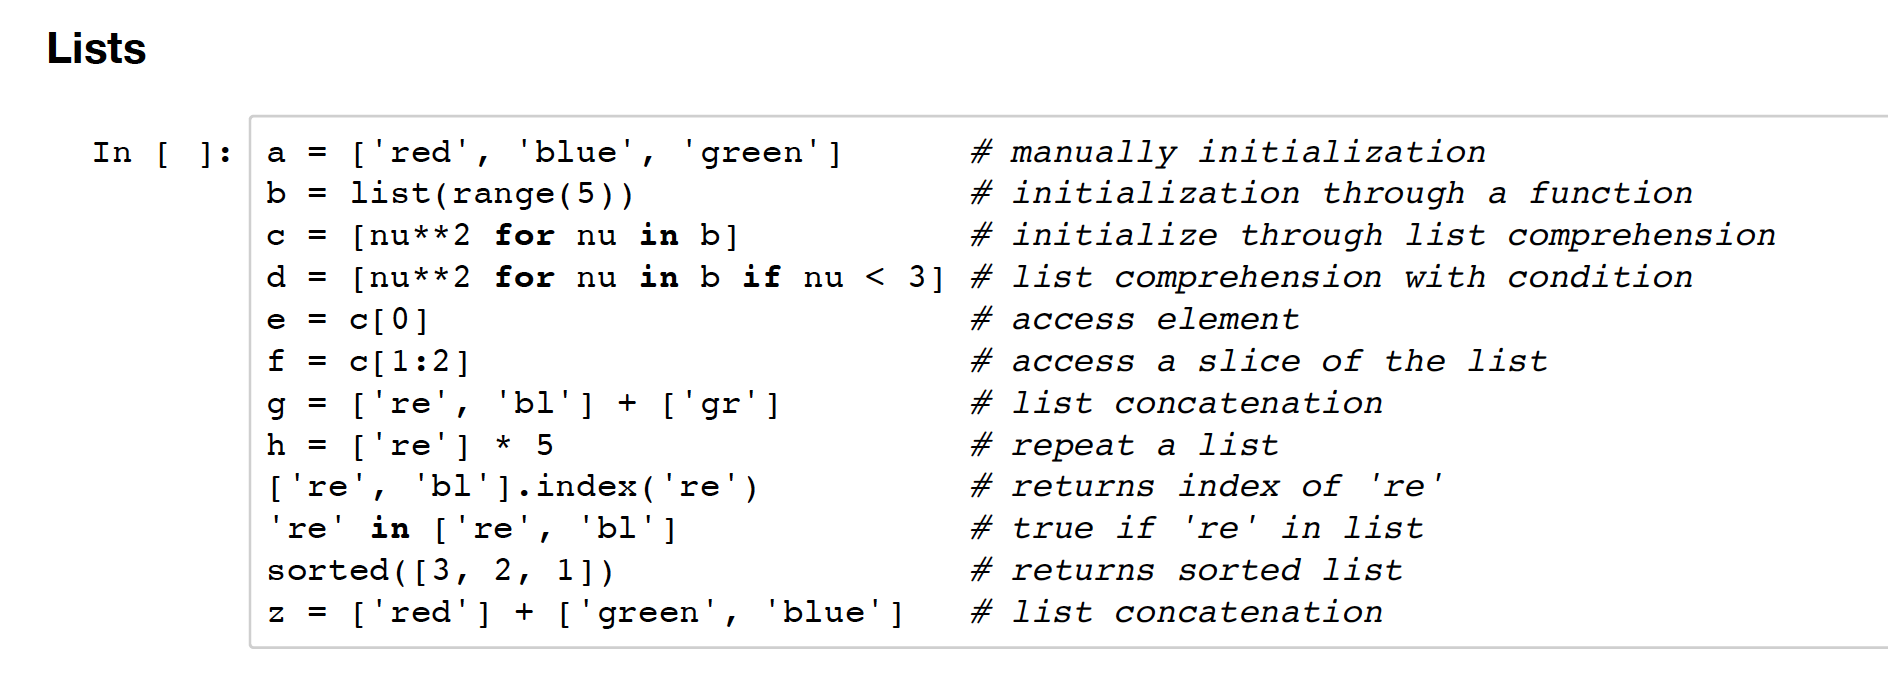 Lists
In [ ]: a = ['red', 'blue', 'green']      # manually initialization
b = list(range(5))                # initialization through a function
c = [nu**2 for nu in b]           # initialize through list comprehension
d = [nu**2 for nu in b if nu < 3] # list comprehension with condition
e = c[0]                          # access element
f = c[1:2]                        # access a slice of the list
g = ['re', 'bl'] + ['gr']         # list concatenation
h = ['re'] * 5                    # repeat a list
['re', 'bl'].index('re')          # returns index of 're'
're' in ['re', 'bl']              # true if 're' in list
sorted([3, 2, 1])                 # returns sorted list
z = ['red'] + ['green', 'blue']   # list concatenation